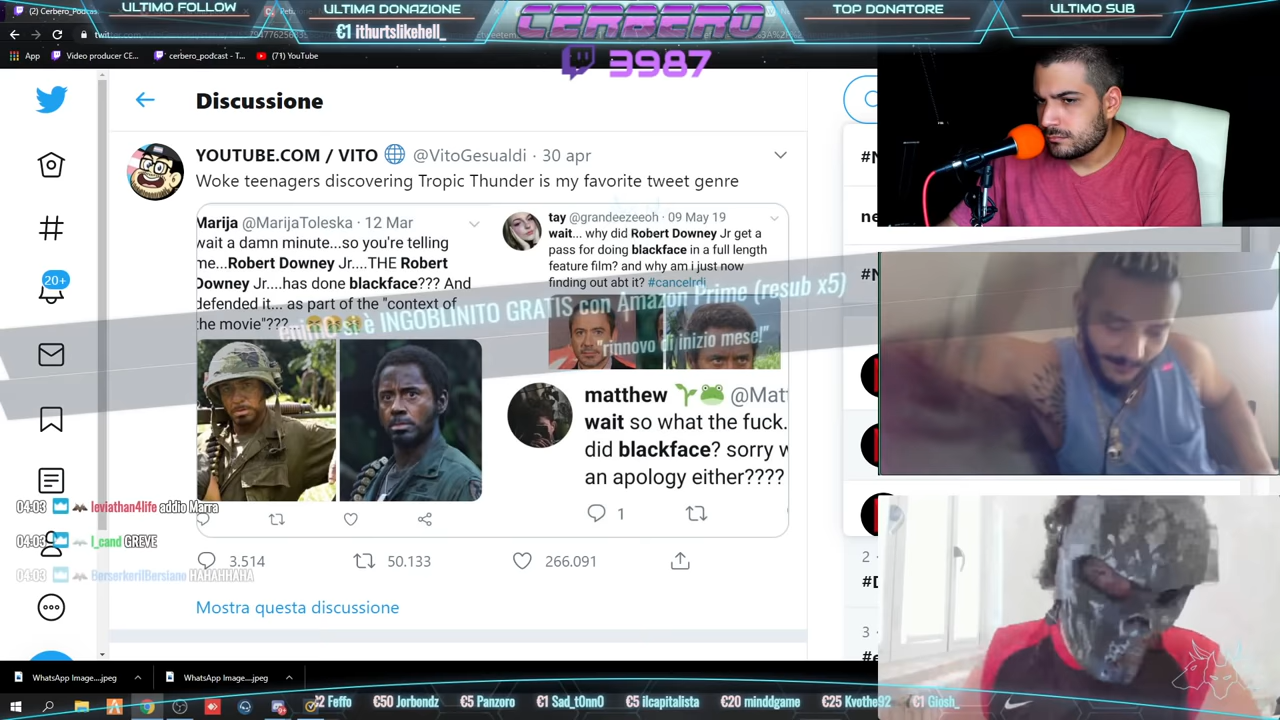 ULTIMO FOLLOW
ULTIMA DONAZIONE
€1 ithurtslikehell_
CERBERO
3987
TOP DONATORE
ULTIMO SUB
(2) Cerbero_Podcas
App
Video producer CE...
cerbero_podcast - T...
(71) YouTube
Discussione
YOUTUBE.COM / VITO 🌐 @VitoGesualdi · 30 apr
Woke teenagers discovering Tropic Thunder is my favorite tweet genre
Marija @MarijaToleska · 12 Mar
wait a damn minute...so you're telling
me...Robert Downey Jr....THE Robert
Downey Jr....has done blackface??? And
defended it... as part of the "context of
the movie"???
tay @grandeezeeoh · 09 May 19
wait... why did Robert Downey Jr get a
pass for doing blackface in a full length
feature film? and why am i just now
finding out abt it? #cancelrdj
è INGOBLINITO GRATIS con Amazon Prime (resub x5)
"rinnovo di inizio mese!"
matthew 🌱🐸 @Mat
wait so what the fuck.
did blackface? sorry w
an apology either????
1
3.514
50.133
266.091
Mostra questa discussione
20+
04:03 leviathan4life addio Marra
04:03 l_cand GREVE
04:03 BerserkerilBersiano HAHAHHAHA
#N
ne
#N
2
#D
3
#e
WhatsApp Image....jpeg
WhatsApp Image....jpeg
2 Feffo
€50 Jorbondz
€5 Panzoro
€1 Sad_t0nn0
€5 ilcapitalista
€20 minddgame
€25 Kvothe92
€1 Giosh_